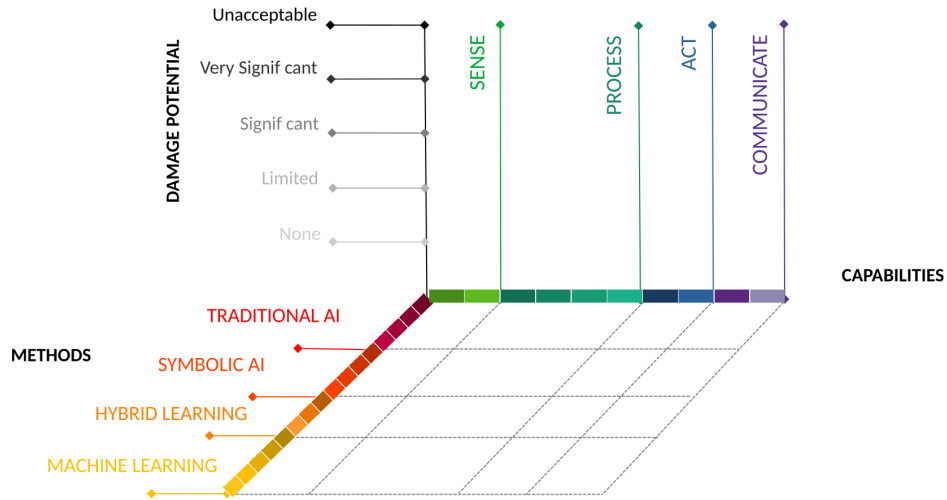 Unacceptable
Very Signif cant
Signif cant
Limited
None
DAMAGE POTENTIAL
SENSE
PROCESS
ACT
COMMUNICATE
CAPABILITIES
TRADITIONAL AI
METHODS
SYMBOLIC AI
HYBRID LEARNING
MACHINE LEARNING